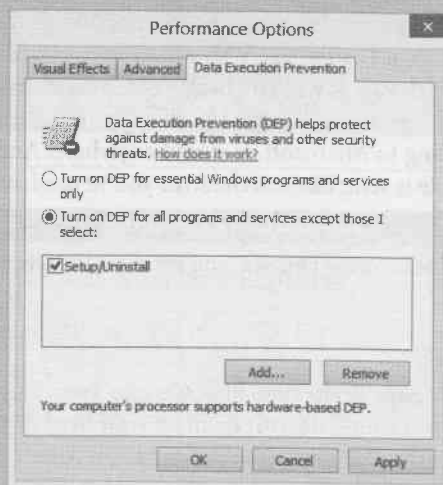 Performance Options
Visual Effects Advanced Data Execution Prevention
Data Execution Prevention (DEP) helps protect
against damage from viruses and other security
threats. How does it work?
Turn on DEP for essential Windows programs and services
only
Turn on DEP for all programs and services except those I
select:
Setup/Uninstall
Add... Remove
Your computer's processor supports hardware-based DEP.
OK Cancel Apply